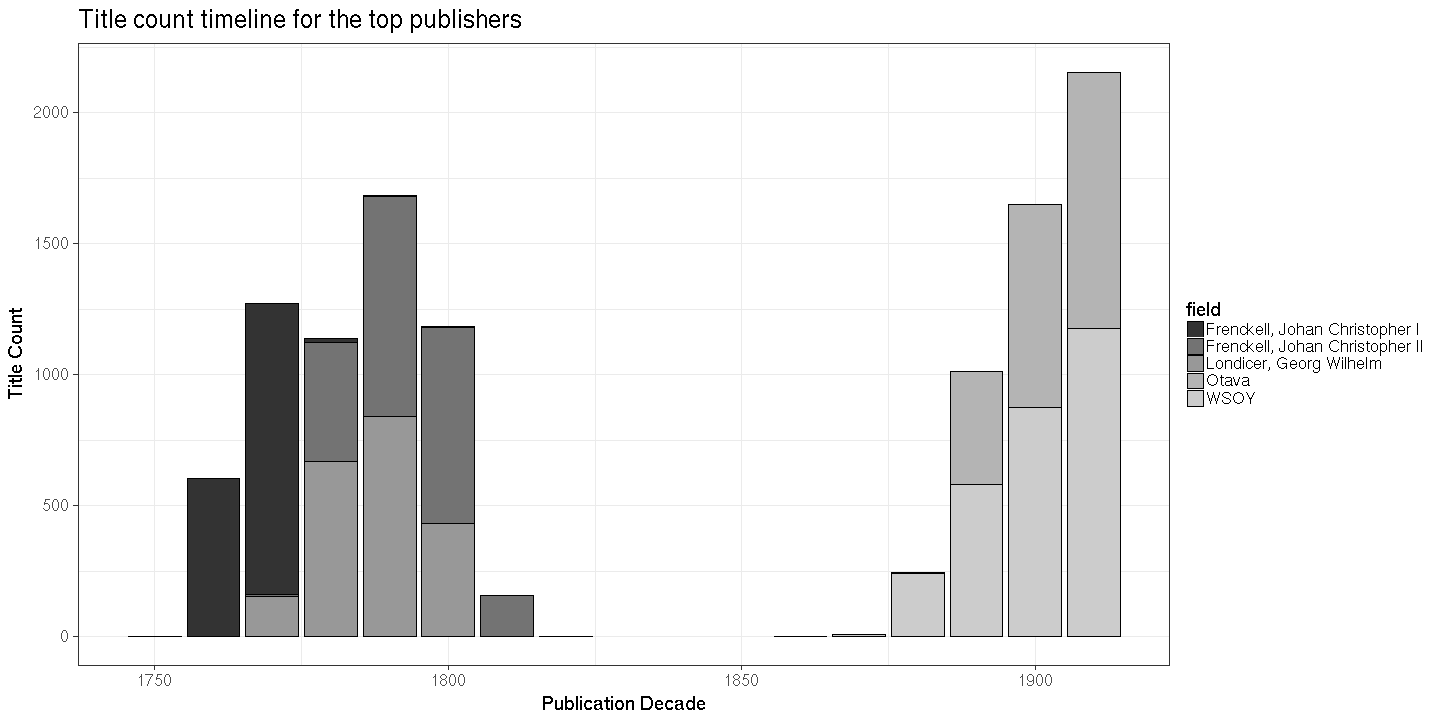 Title count timeline for the top publishers
Title Count
2000
1500
1000
500
0
1750
1800
1850
1900
Publication Decade
field
Frenckell, Johan Christopher I
Frenckell, Johan Christopher II
Londicer, Georg Wilhelm
Otava
WSOY